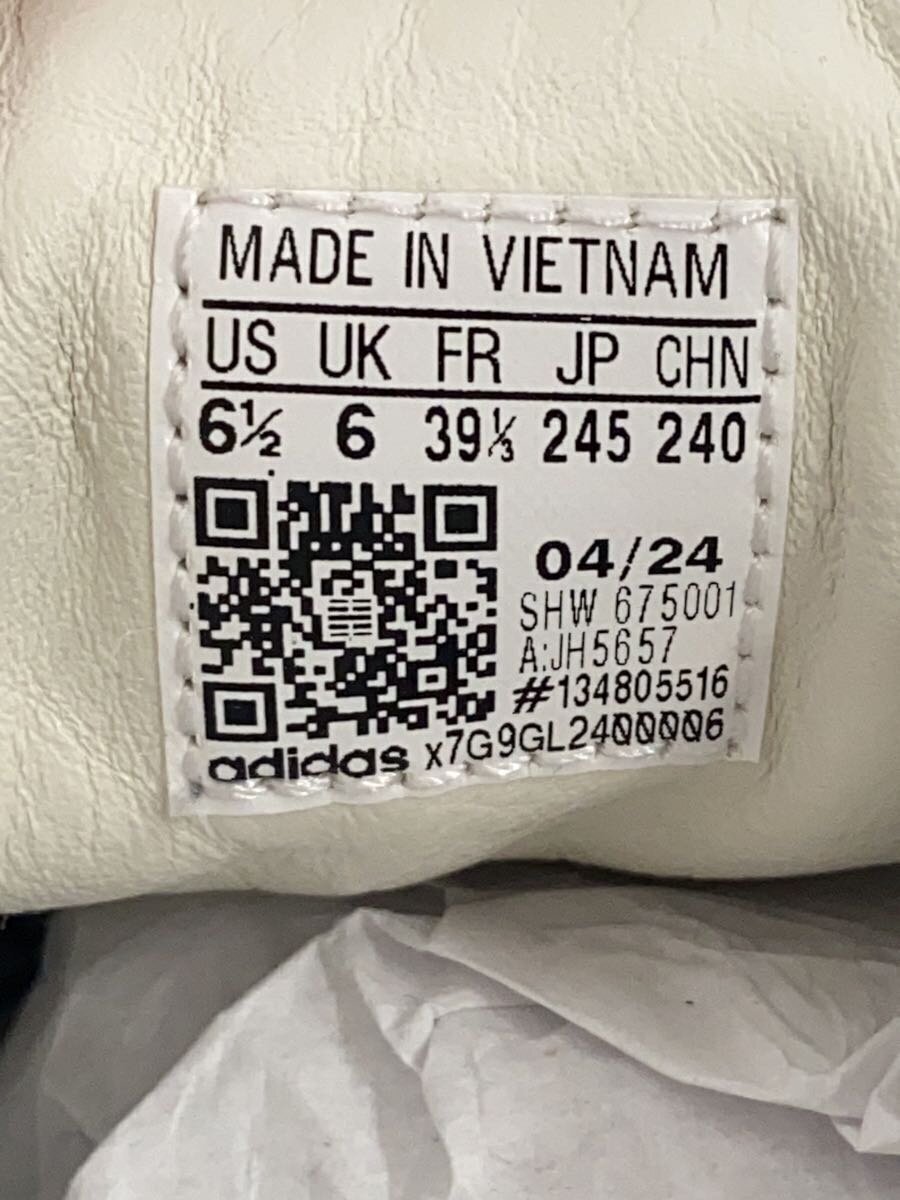 MADE IN VIETNAM
US UK FR JP CHN
6½ 6 39⅓ 245 240
04/24
SHW 675001
A:JH5657
#134805516
adidas x7G9GL2400006